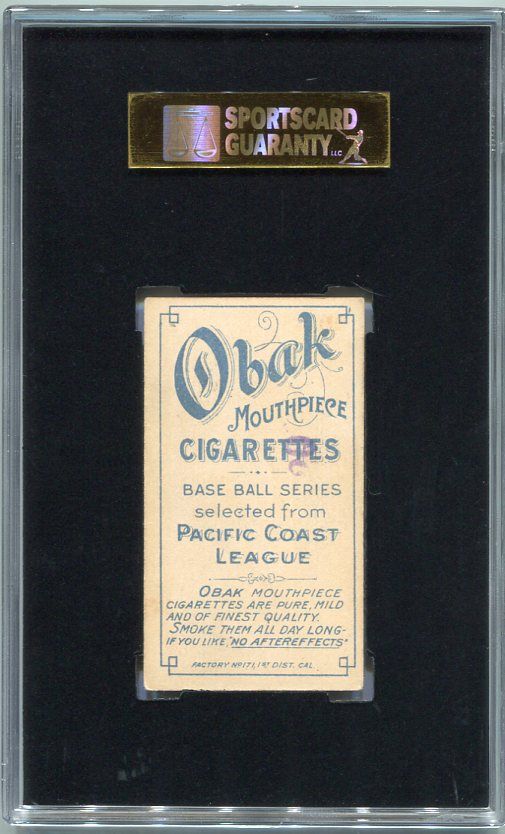 SPORTSCARD
GUARANTY LLC
Obak
MOUTHPIECE
CIGARETTES
BASE BALL SERIES
selected from
PACIFIC COAST
LEAGUE
OBAK MOUTHPIECE
CIGARETTES ARE PURE, MILD
AND OF FINEST QUALITY.
SMOKE THEM ALL DAY LONG-
IF YOU LIKE, "NO AFTEREFFECTS"
FACTORY NO 171, 1ST DIST. CAL.